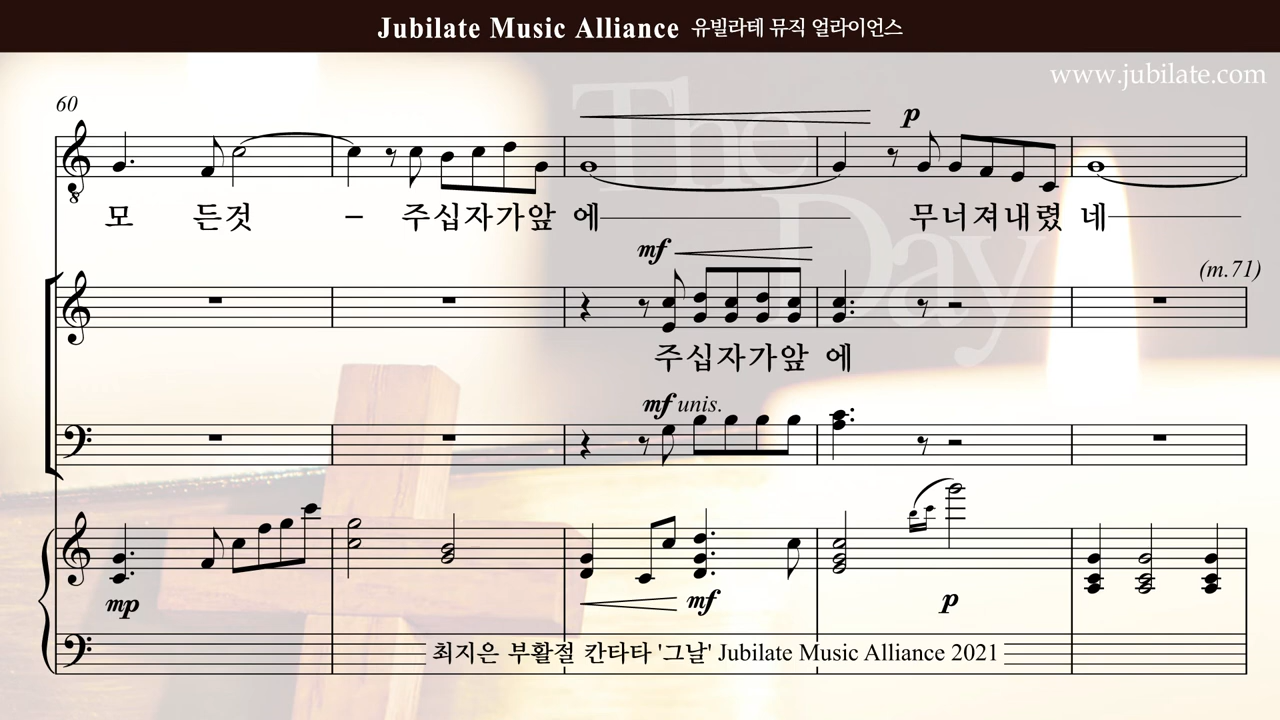 Jubilate Music Alliance 유빌라테 뮤직 얼라이언스
www.jubilate.com
The
Day
60
p
모 든것 – 주십자가앞 에 무너져내렸 네
mf
(m.71)
주십자가앞 에
mf unis.
mp mf p
최지은 부활절 칸타타 '그날' Jubilate Music Alliance 2021